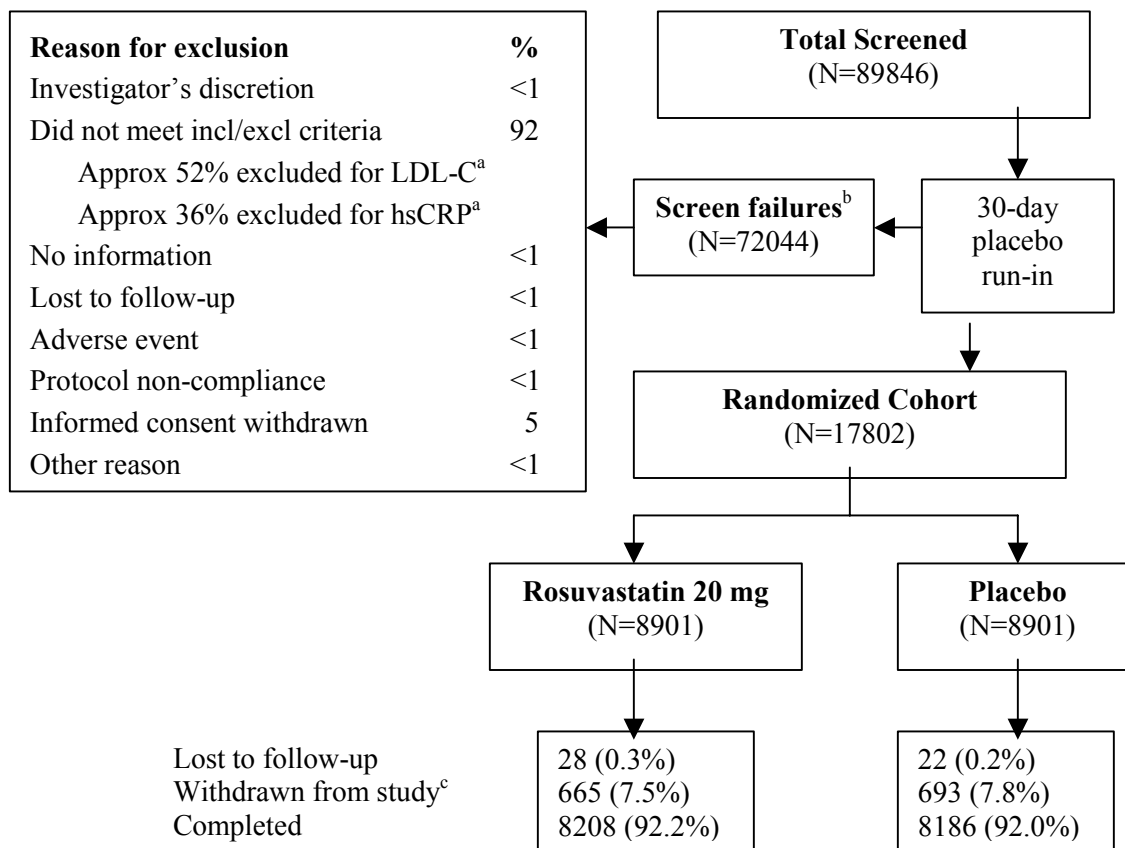 Reason for exclusion %
Investigator’s discretion <1
Did not meet incl/excl criteria 92
Approx 52% excluded for LDL-Cᵃ
Approx 36% excluded for hsCRPᵃ
No information <1
Lost to follow-up <1
Adverse event <1
Protocol non-compliance <1
Informed consent withdrawn 5
Other reason <1
Total Screened
(N=89846)
Screen failuresᵇ
(N=72044)
30-day
placebo
run-in
Randomized Cohort
(N=17802)
Rosuvastatin 20 mg
(N=8901)
Placebo
(N=8901)
Lost to follow-up 28 (0.3%) 22 (0.2%)
Withdrawn from studyᶜ 665 (7.5%) 693 (7.8%)
Completed 8208 (92.2%) 8186 (92.0%)